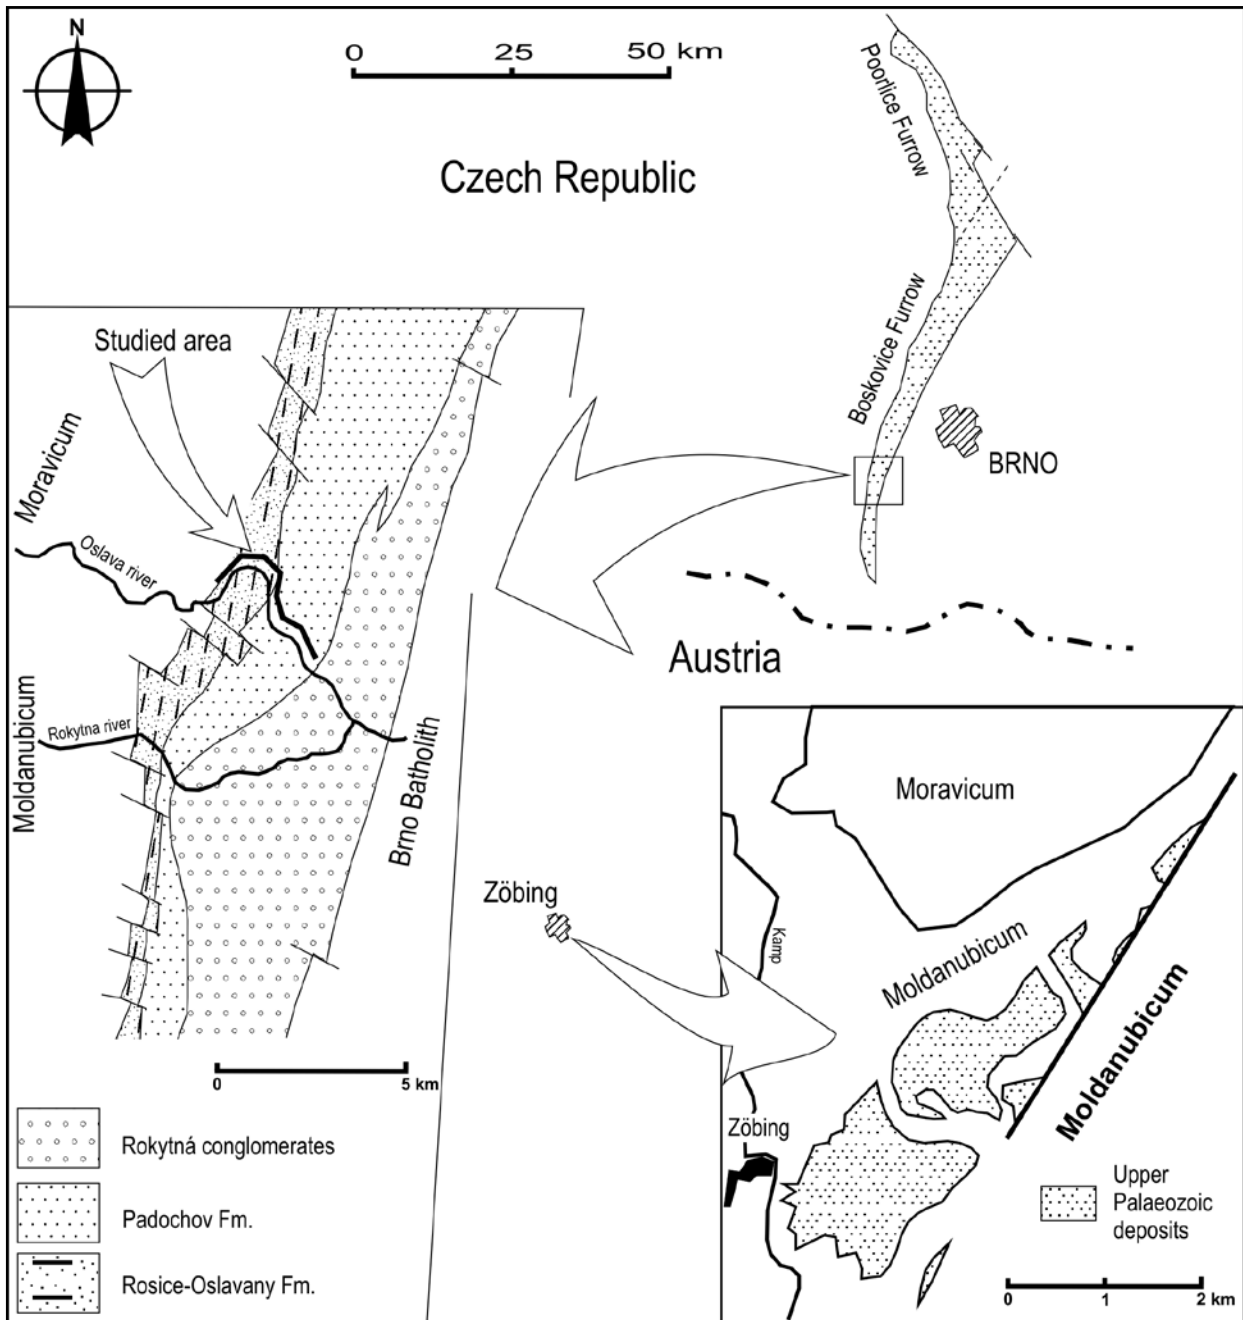 N
0 25 50 km
Poorlice Furrow
Czech Republic
Boskovice Furrow
BRNO
Studied area
Moravicum
Oslava river
Austria
Moldanubicum
Rokytna river
Brno Batholith
Zöbing
0 5 km
Rokytná conglomerates
Padochov Fm.
Rosice-Oslavany Fm.
Moravicum
Kamp
Moldanubicum
Moldanubicum
Zöbing
Upper
Palaeozoic
deposits
0 1 2 km